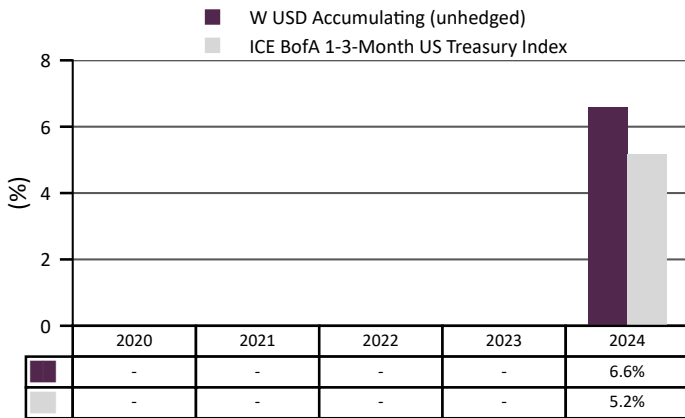 W USD Accumulating (unhedged)
ICE BofA 1-3-Month US Treasury Index
(%)
8
6
4
2
0
2020 2021 2022 2023 2024
- - - - 6.6%
- - - - 5.2%